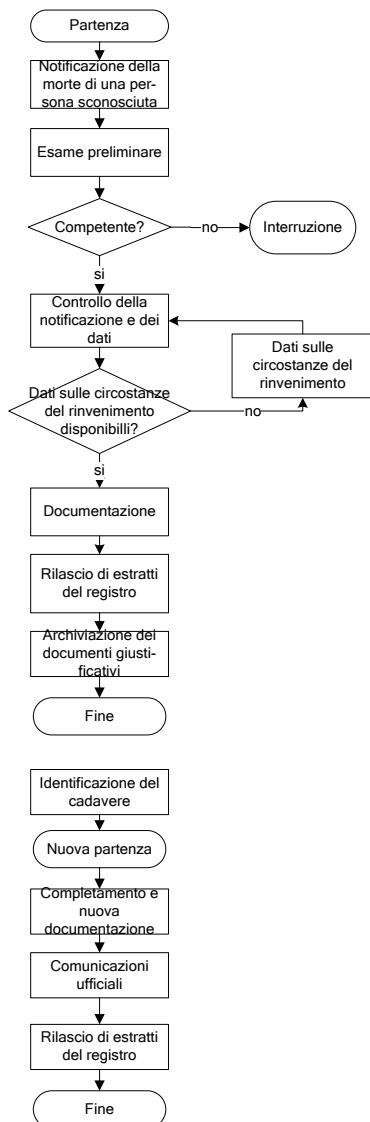 Partenza
Notificazione della
morte di una per-
sona sconosciuta
Esame preliminare
Competente?
no
Interruzione
si
Controllo della
notificazione e dei
dati
Dati sulle
circostanze del
rinvenimento
Dati sulle circostanze
del rinvenimento
disponibilli?
no
si
Documentazione
Rilascio di estratti
del registro
Archiviazione dei
documenti giusti-
ficativi
Fine
Identificazione del
cadavere
Nuova partenza
Completamento e
nuova
documentazione
Comunicazioni
ufficiali
Rilascio di estratti
del registro
Fine